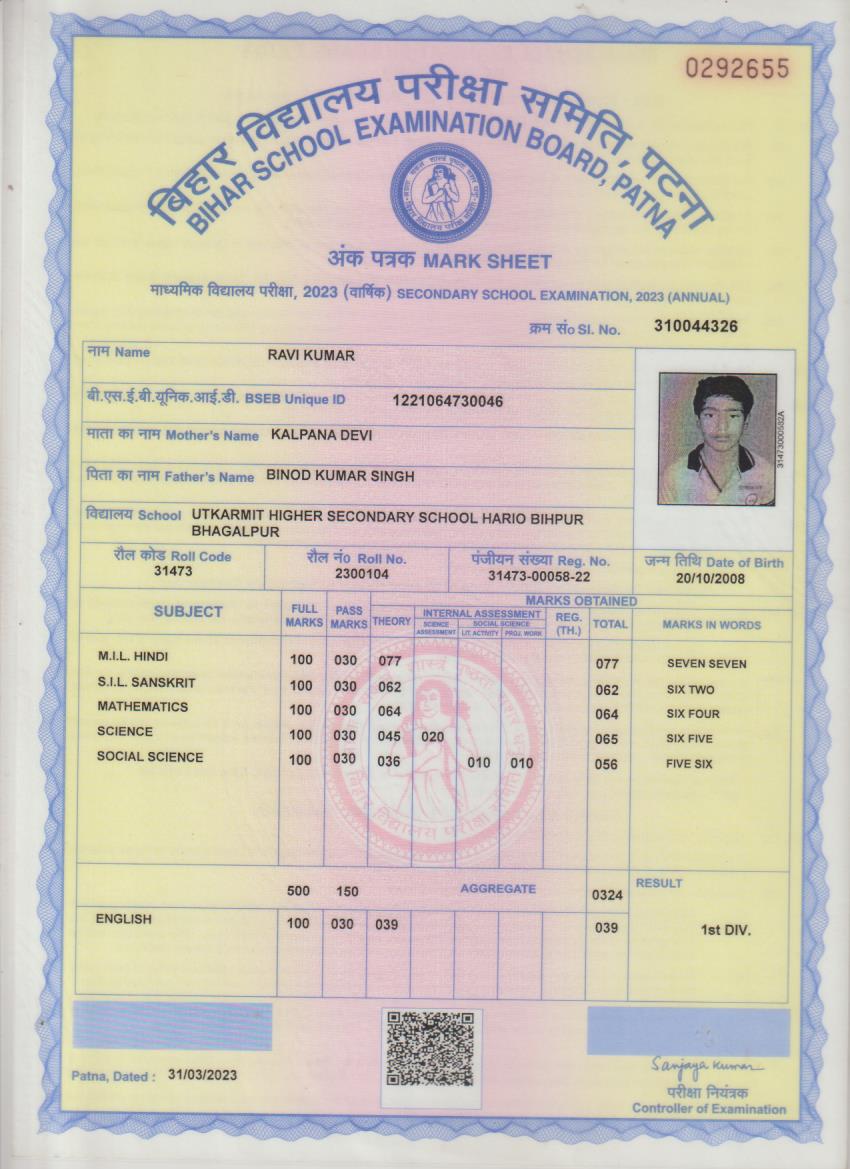 0292655
बिहार विद्यालय परीक्षा समिति, पटना
BIHAR SCHOOL EXAMINATION BOARD, PATNA
अंक पत्रक MARK SHEET
माध्यमिक विद्यालय परीक्षा, 2023 (वार्षिक) SECONDARY SCHOOL EXAMINATION, 2023 (ANNUAL)
क्रम सं० Sl. No. 310044326
नाम Name RAVI KUMAR
बी.एस.ई.बी.यूनिक.आई.डी. BSEB Unique ID 1221064730046
माता का नाम Mother's Name KALPANA DEVI
पिता का नाम Father's Name BINOD KUMAR SINGH
विद्यालय School UTKARMIT HIGHER SECONDARY SCHOOL HARIO BIHPUR
BHAGALPUR
314730000582A
रौल कोड Roll Code रौल नं० Roll No. पंजीयन संख्या Reg. No. जन्म तिथि Date of Birth
31473 2300104 31473-00058-22 20/10/2008
SUBJECT FULL MARKS PASS MARKS MARKS OBTAINED
THEORY INTERNAL ASSESSMENT REG. (TH.) TOTAL MARKS IN WORDS
SCIENCE ASSESSMENT SOCIAL SCIENCE
LIT. ACTIVITY PROJ. WORK
M.I.L. HINDI 100 030 077 077 SEVEN SEVEN
S.I.L. SANSKRIT 100 030 062 062 SIX TWO
MATHEMATICS 100 030 064 064 SIX FOUR
SCIENCE 100 030 045 020 065 SIX FIVE
SOCIAL SCIENCE 100 030 036 010 010 056 FIVE SIX
बिहार विद्यालय परीक्षा समिति
500 150 AGGREGATE 0324 RESULT
ENGLISH 100 030 039 039 1st DIV.
Patna, Dated : 31/03/2023
Sanjaya Kumar
परीक्षा नियंत्रक
Controller of Examination